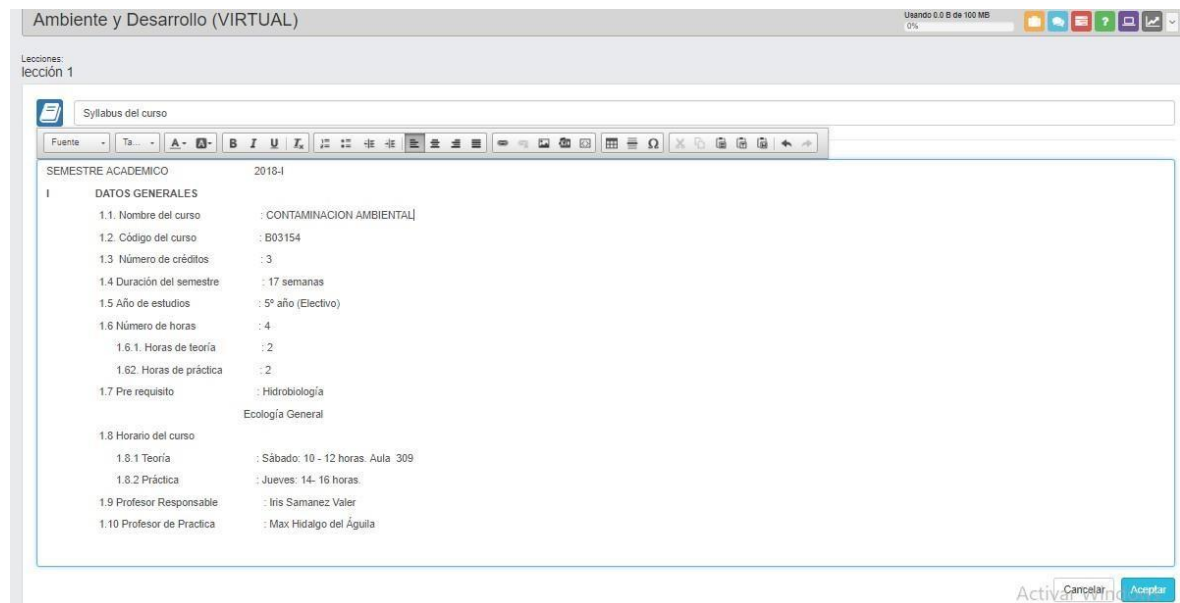 Ambiente y Desarrollo (VIRTUAL)
Usando 0.0 B de 100 MB
0%
Lecciones:
lección 1
Syllabus del curso
Fuente Ta...
SEMESTRE ACADEMICO 2018-I
I DATOS GENERALES
1.1. Nombre del curso : CONTAMINACION AMBIENTAL
1.2. Código del curso : B03154
1.3 Número de créditos : 3
1.4 Duración del semestre : 17 semanas
1.5 Año de estudios : 5º año (Electivo)
1.6 Número de horas : 4
1.6.1. Horas de teoría : 2
1.62. Horas de práctica : 2
1.7 Pre requisito : Hidrobiología
Ecología General
1.8 Horario del curso
1.8.1 Teoría : Sábado: 10 - 12 horas. Aula 309
1.8.2 Práctica : Jueves: 14- 16 horas.
1.9 Profesor Responsable : Iris Samanez Valer
1.10 Profesor de Practica : Max Hidalgo del Águila
Cancelar Aceptar